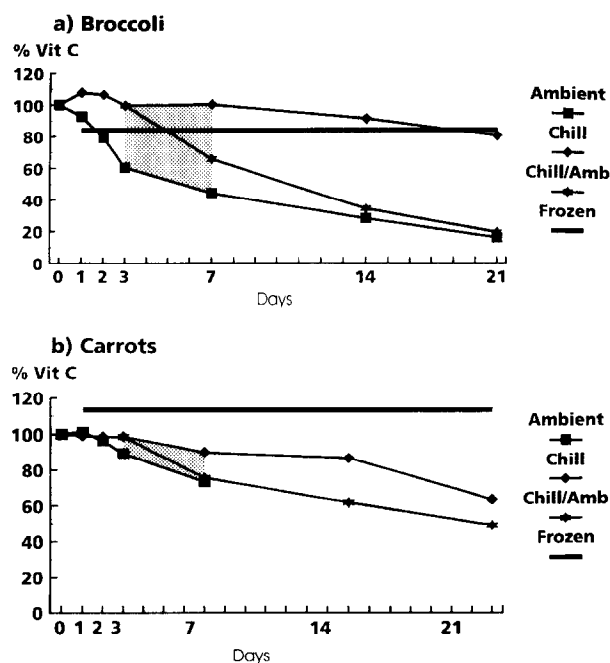 a) Broccoli
% Vit C
120
100
80
60
40
20
0
0 1 2 3 7 14 21
Days
Ambient
Chill
Chill/Amb
Frozen
b) Carrots
% Vit C
120
100
80
60
40
20
0
0 1 2 3 7 14 21
Days
Ambient
Chill
Chill/Amb
Frozen